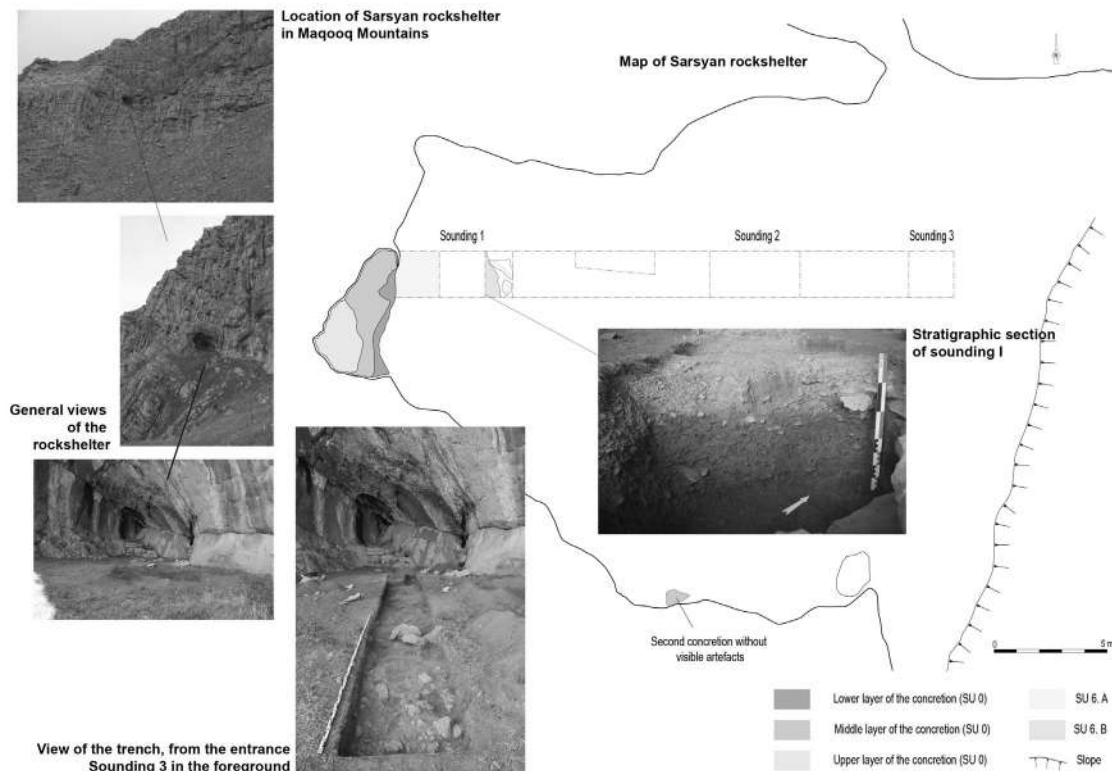 Location of Sarsyan rockshelter
in Maqooq Mountains
Map of Sarsyan rockshelter
Sounding 1
Sounding 2
Sounding 3
Stratigraphic section
of sounding I
General views
of the
rockshelter
Second concretion without
visible artefacts
0
5 m
View of the trench, from the entrance
Sounding 3 in the foreground
Lower layer of the concretion (SU 0)
Middle layer of the concretion (SU 0)
Upper layer of the concretion (SU 0)
SU 6. A
SU 6. B
Slope